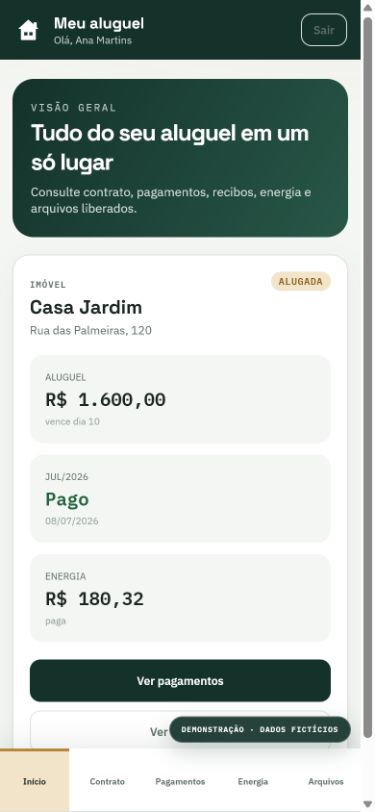 Meu aluguel
Olá, Ana Martins
Sair
VISÃO GERAL
Tudo do seu aluguel em um
só lugar
Consulte contrato, pagamentos, recibos, energia e
arquivos liberados.
IMÓVEL
ALUGADA
Casa Jardim
Rua das Palmeiras, 120
ALUGUEL
R$ 1.600,00
vence dia 10
JUL/2026
Pago
08/07/2026
ENERGIA
R$ 180,32
paga
Ver pagamentos
Ver
DEMONSTRAÇÃO · DADOS FICTÍCIOS
Início
Contrato
Pagamentos
Energia
Arquivos